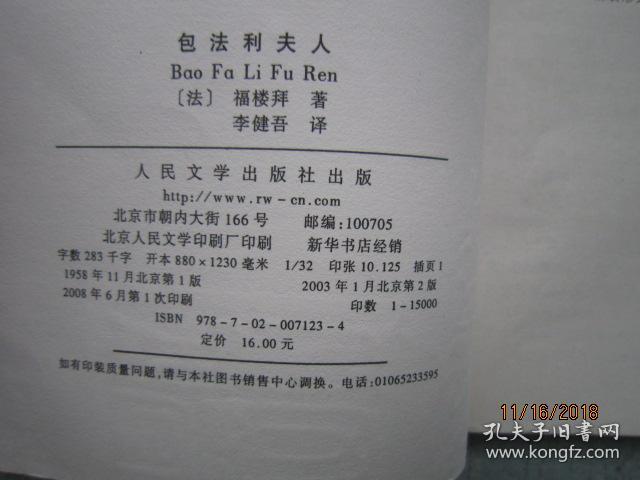 包法利夫人
Bao Fa Li Fu Ren
〔法〕 福楼拜 著
李健吾 译
人民文学出版社出版
http://www.rw-cn.com
北京市朝内大街166号 邮编:100705
北京人民文学印刷厂印刷 新华书店经销
字数283千字 开本880×1230毫米 1/32 印张10.125 插页1
1958年11月北京第1版 2003年1月北京第2版
2008年6月第1次印刷 印数 1-15000
ISBN 978-7-02-007123-4
定价 16.00元
如有印装质量问题,请与本社图书销售中心调换。电话:01065233595
11/16/2018
孔夫子旧书网
www.kongfz.com